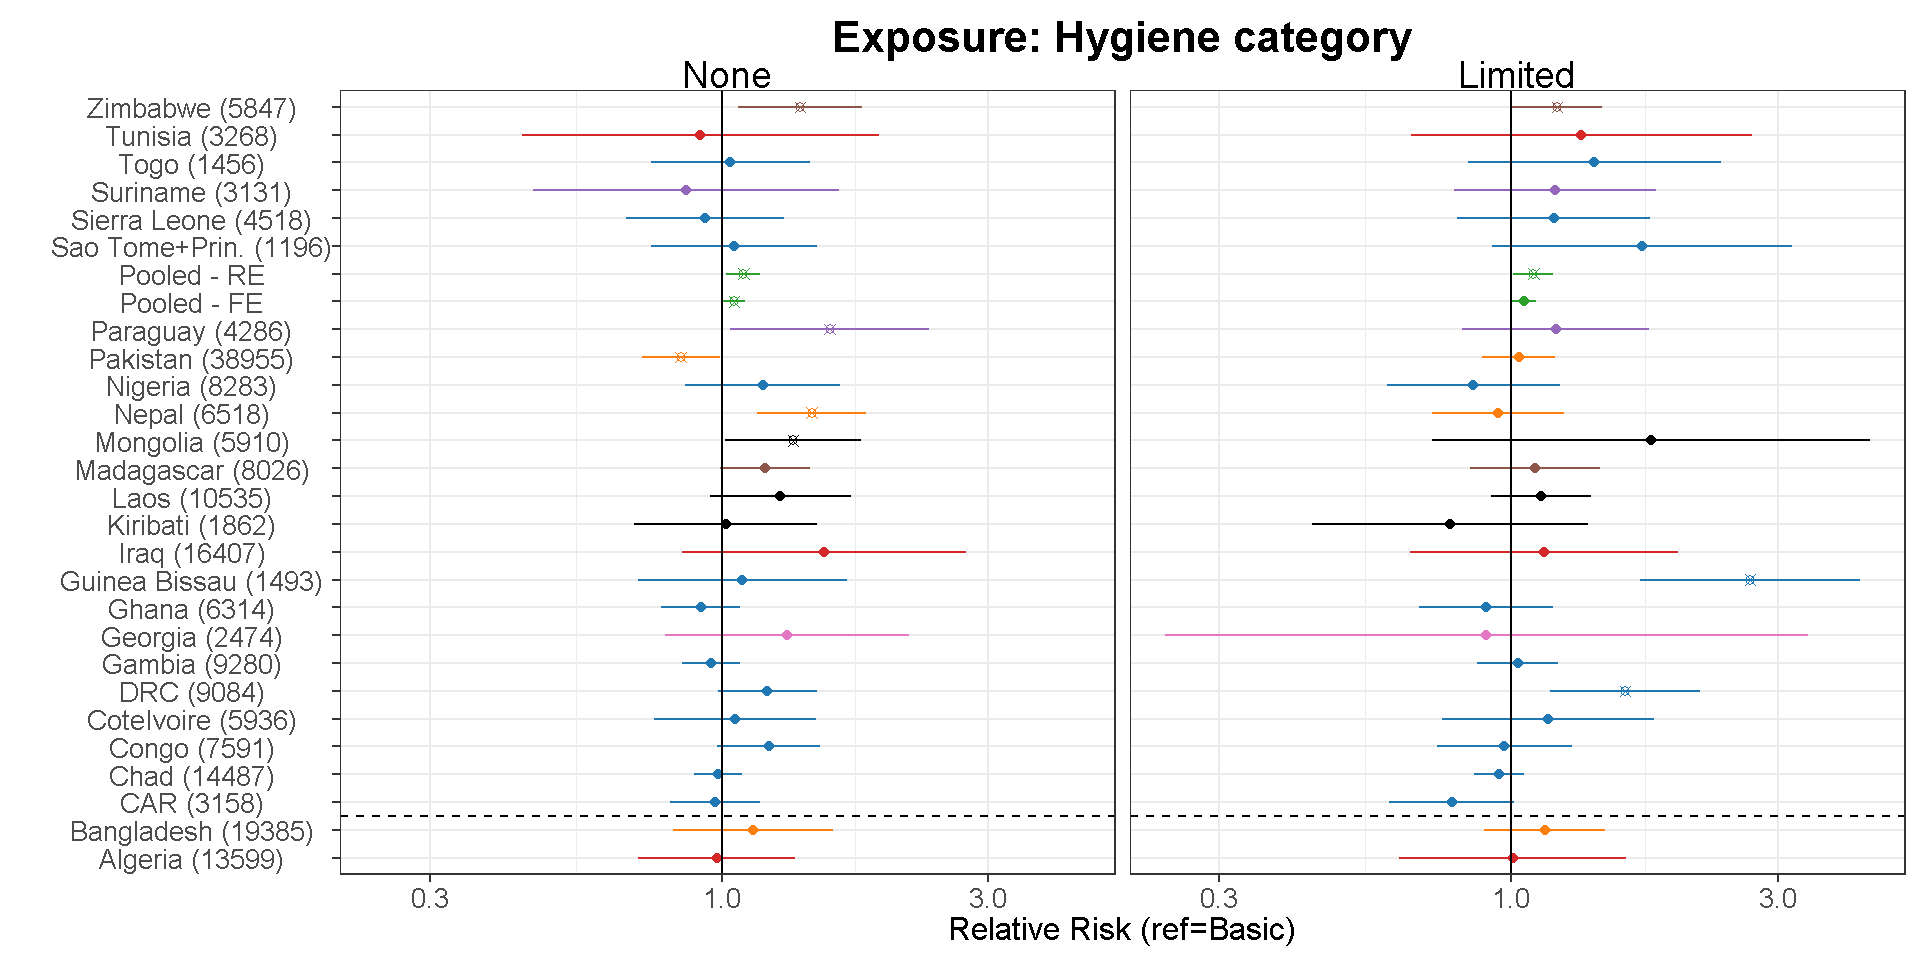 Exposure: Hygiene category
None
Limited
Zimbabwe (5847)
Tunisia (3268)
Togo (1456)
Suriname (3131)
Sierra Leone (4518)
Sao Tome+Prin. (1196)
Pooled - RE
Pooled - FE
Paraguay (4286)
Pakistan (38955)
Nigeria (8283)
Nepal (6518)
Mongolia (5910)
Madagascar (8026)
Laos (10535)
Kiribati (1862)
Iraq (16407)
Guinea Bissau (1493)
Ghana (6314)
Georgia (2474)
Gambia (9280)
DRC (9084)
CoteIvoire (5936)
Congo (7591)
Chad (14487)
CAR (3158)
Bangladesh (19385)
Algeria (13599)
0.3 1.0 3.0
0.3 1.0 3.0
Relative Risk (ref=Basic)